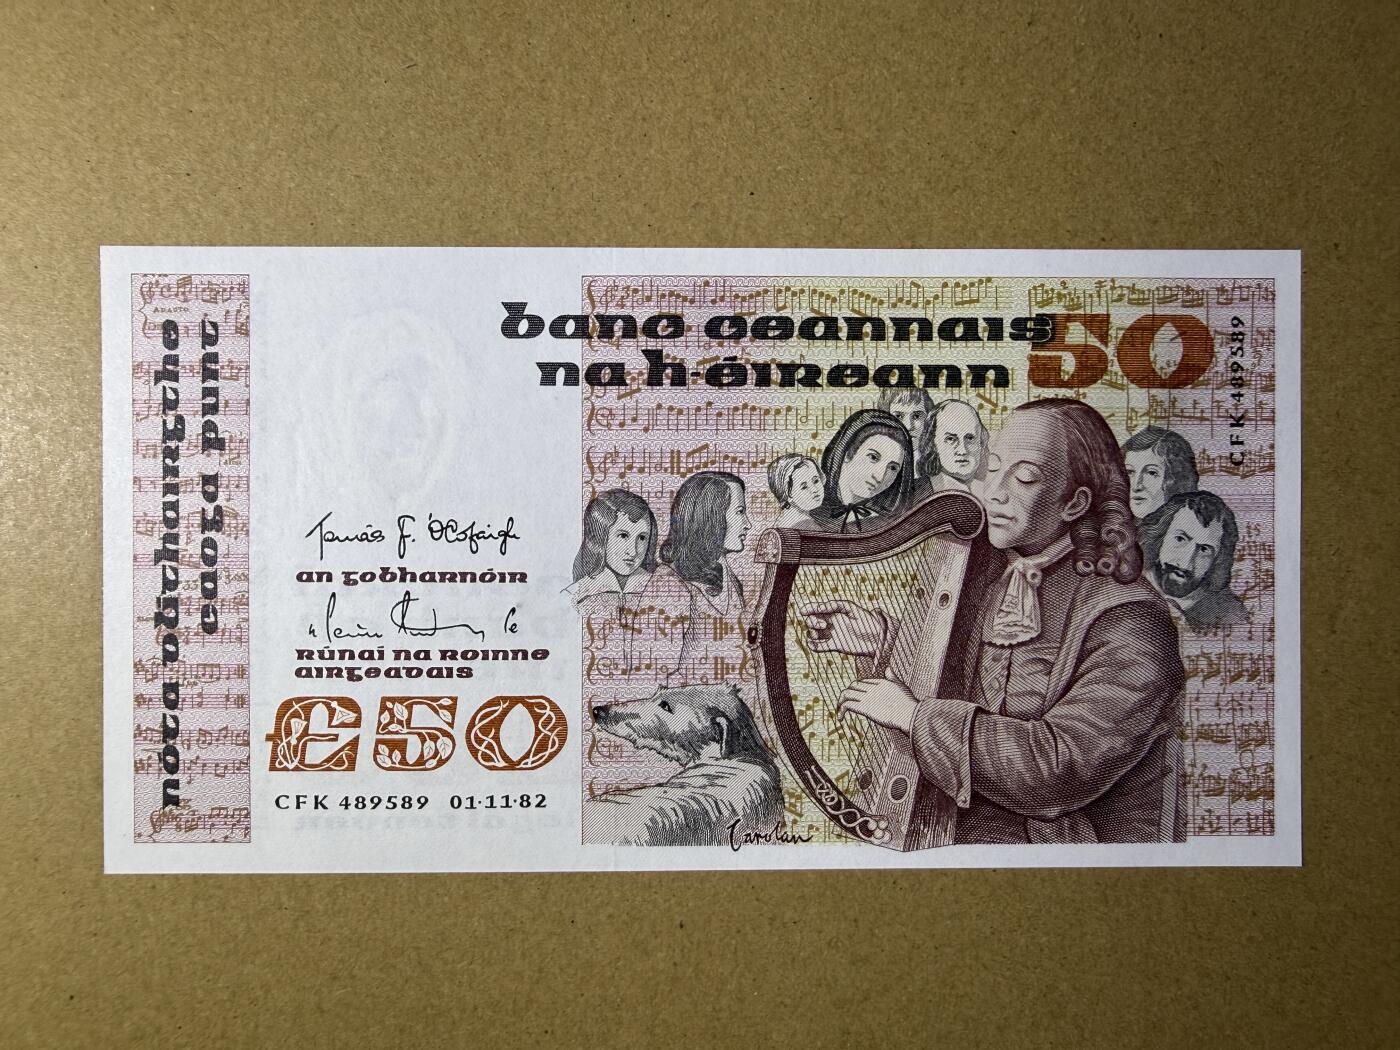 banc ceannais
na h-éireann
50
CFK 489589
nóta dlíthairgthe
caoga punt
ADAGIO
Tomás F. Ó Cofaigh
an gobharnóir
rúnaí na roinne
airgeadais
£50
CFK 489589 01·11·82
Carolan